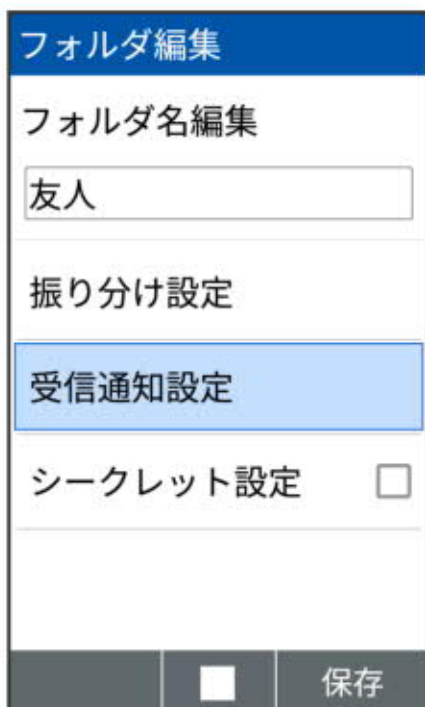 フォルダ編集
フォルダ名編集
友人
振り分け設定
受信通知設定
シークレット設定
保存